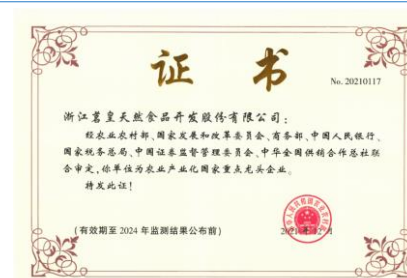 证 书
No. 20210117
浙江茗皇天然食品开发股份有限公司：
经农业农村部、国家发展和改革委员会、商务部、中国人民银行、
国家税务总局、中国证券监督管理委员会、中华全国供销合作总社联
合审定，你单位为农业产业化国家重点龙头企业。
特发此证！
（有效期至 2024 年监测结果公布前）
2021 年 12 月